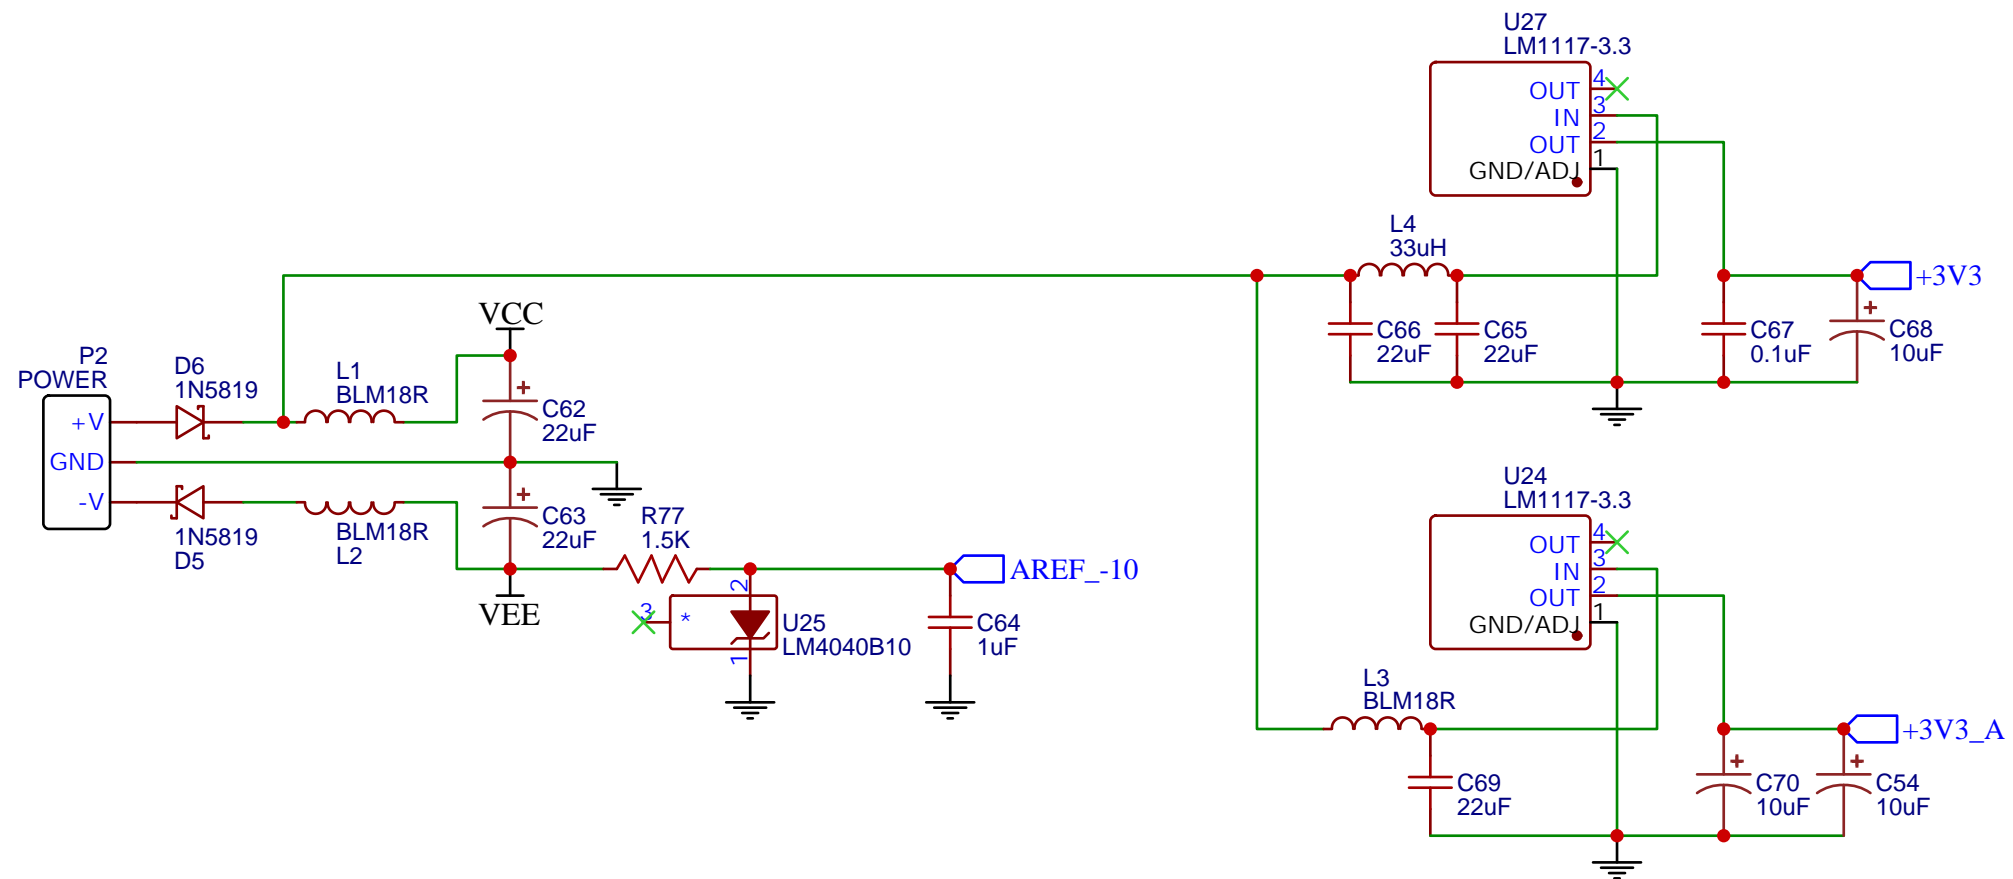 U27
LM1117-3.3
OUT 4
IN 3
OUT 2
GND/ADJ 1
L4
33uH
+3V3
C66
22uF
C65
22uF
C67
0.1uF
+
C68
10uF
VCC
P2
POWER
D6
1N5819
L1
BLM18R
+V
GND
-V
+
C62
22uF
1N5819
D5
BLM18R
L2
+
C63
22uF
VEE
R77
1.5K
AREF_-10
2
3
*
1
U25
LM4040B10
C64
1uF
U24
LM1117-3.3
OUT 4
IN 3
OUT 2
GND/ADJ 1
L3
BLM18R
+3V3_A
C69
22uF
+
C70
10uF
+
C54
10uF